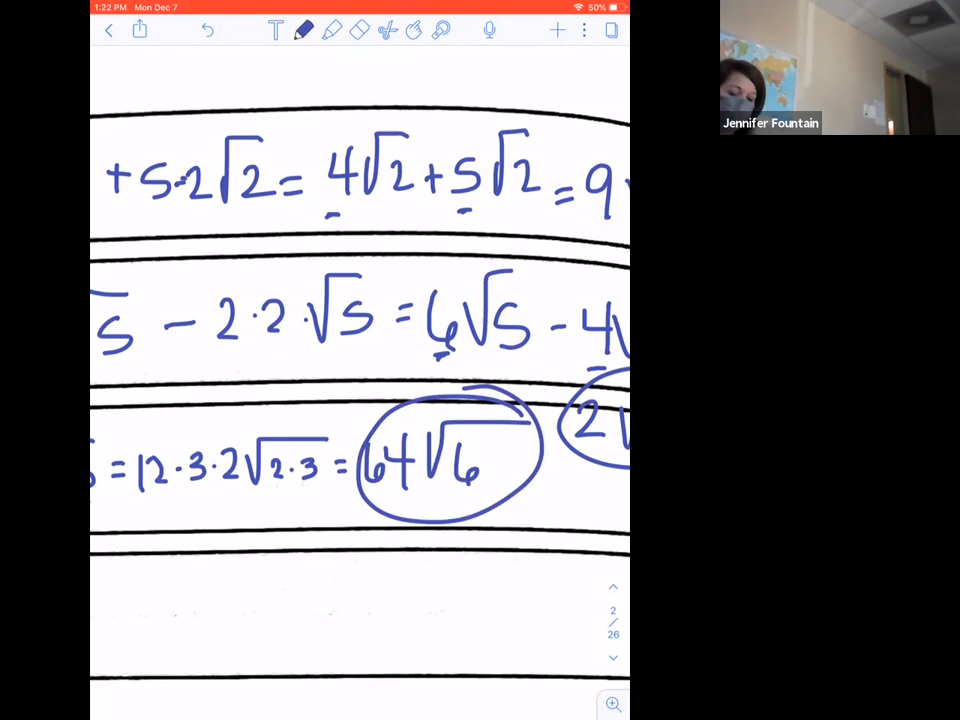 1:22 PM Mon Dec 7
50%
T
Jennifer Fountain
+ 5·2√2 = 4√2 + 5√2 = 9
5 - 2·2·√5 = 6√5 - 4√
2√
= 12·3·2√2·3 = 64√6
2
/
26